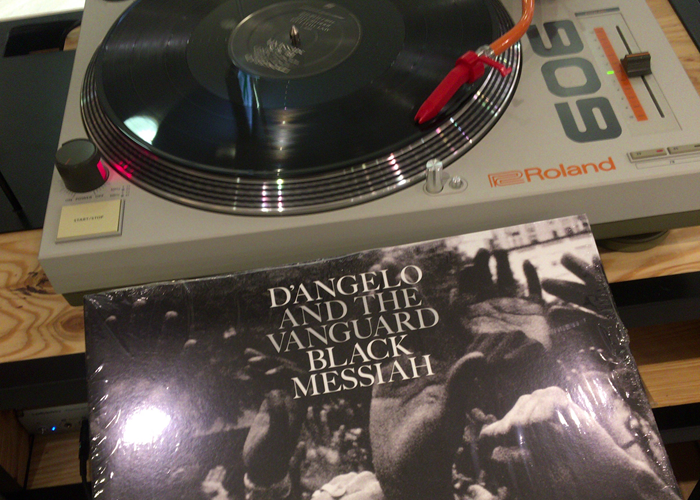 909
Roland
START/STOP
D'ANGELO
AND THE
VANGUARD
BLACK
MESSIAH